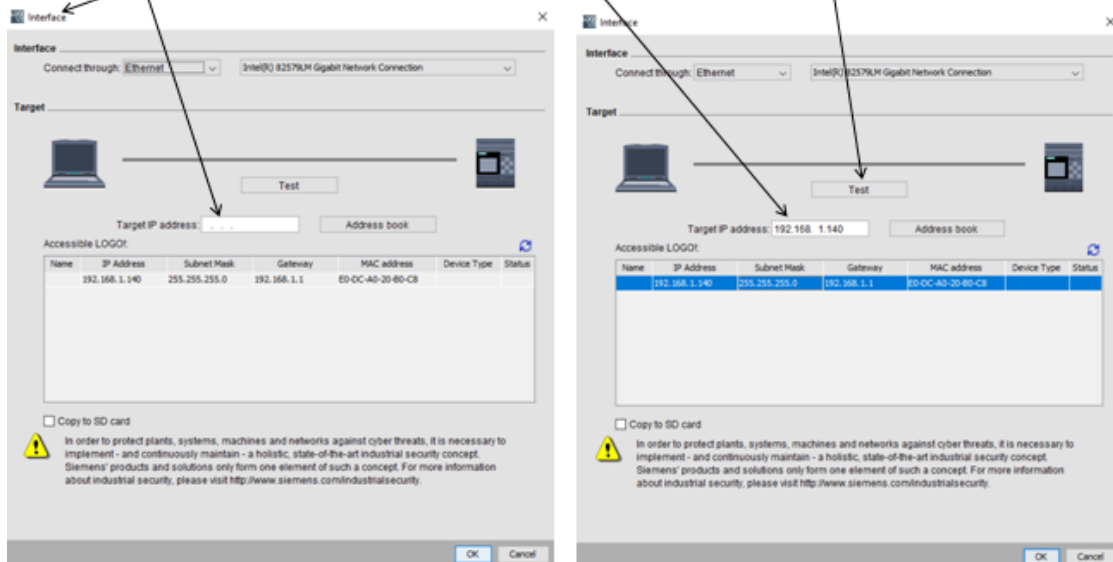 Interface
Interface
Connect through: Ethernet Intel(R) 82579LM Gigabit Network Connection
Target
Test
Target IP address: . . . Address book
Accessible LOGO!:
Name IP Address Subnet Mask Gateway MAC address Device Type Status
192.168.1.140 255.255.255.0 192.168.1.1 E0-DC-A0-20-80-C8
Copy to SD card
In order to protect plants, systems, machines and networks against cyber threats, it is necessary to
implement - and continuously maintain - a holistic, state-of-the-art industrial security concept.
Siemens' products and solutions only form one element of such a concept. For more information
about industrial security, please visit http://www.siemens.com/industrialsecurity.
OK Cancel
Interface
Interface
Connect through: Ethernet Intel(R) 82579LM Gigabit Network Connection
Target
Test
Target IP address: 192.168. 1.140 Address book
Accessible LOGO!:
Name IP Address Subnet Mask Gateway MAC address Device Type Status
192.168.1.140 255.255.255.0 192.168.1.1 E0-DC-A0-20-80-C8
Copy to SD card
In order to protect plants, systems, machines and networks against cyber threats, it is necessary to
implement - and continuously maintain - a holistic, state-of-the-art industrial security concept.
Siemens' products and solutions only form one element of such a concept. For more information
about industrial security, please visit http://www.siemens.com/industrialsecurity.
OK Cancel